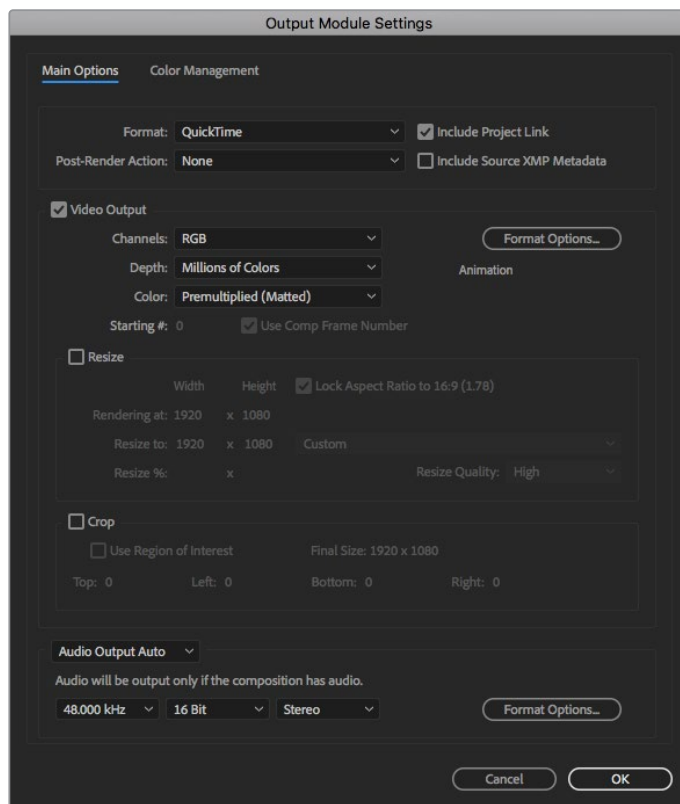 Output Module Settings
Main Options Color Management
Format: QuickTime Include Project Link
Post-Render Action: None Include Source XMP Metadata
Video Output
Channels: RGB Format Options...
Depth: Millions of Colors Animation
Color: Premultiplied (Matted)
Starting #: 0 Use Comp Frame Number
Resize
Width Height Lock Aspect Ratio to 16:9 (1.78)
Rendering at: 1920 x 1080
Resize to: 1920 x 1080 Custom
Resize %: x Resize Quality: High
Crop
Use Region of Interest Final Size: 1920 x 1080
Top: 0 Left: 0 Bottom: 0 Right: 0
Audio Output Auto
Audio will be output only if the composition has audio.
48.000 kHz 16 Bit Stereo Format Options...
Cancel OK